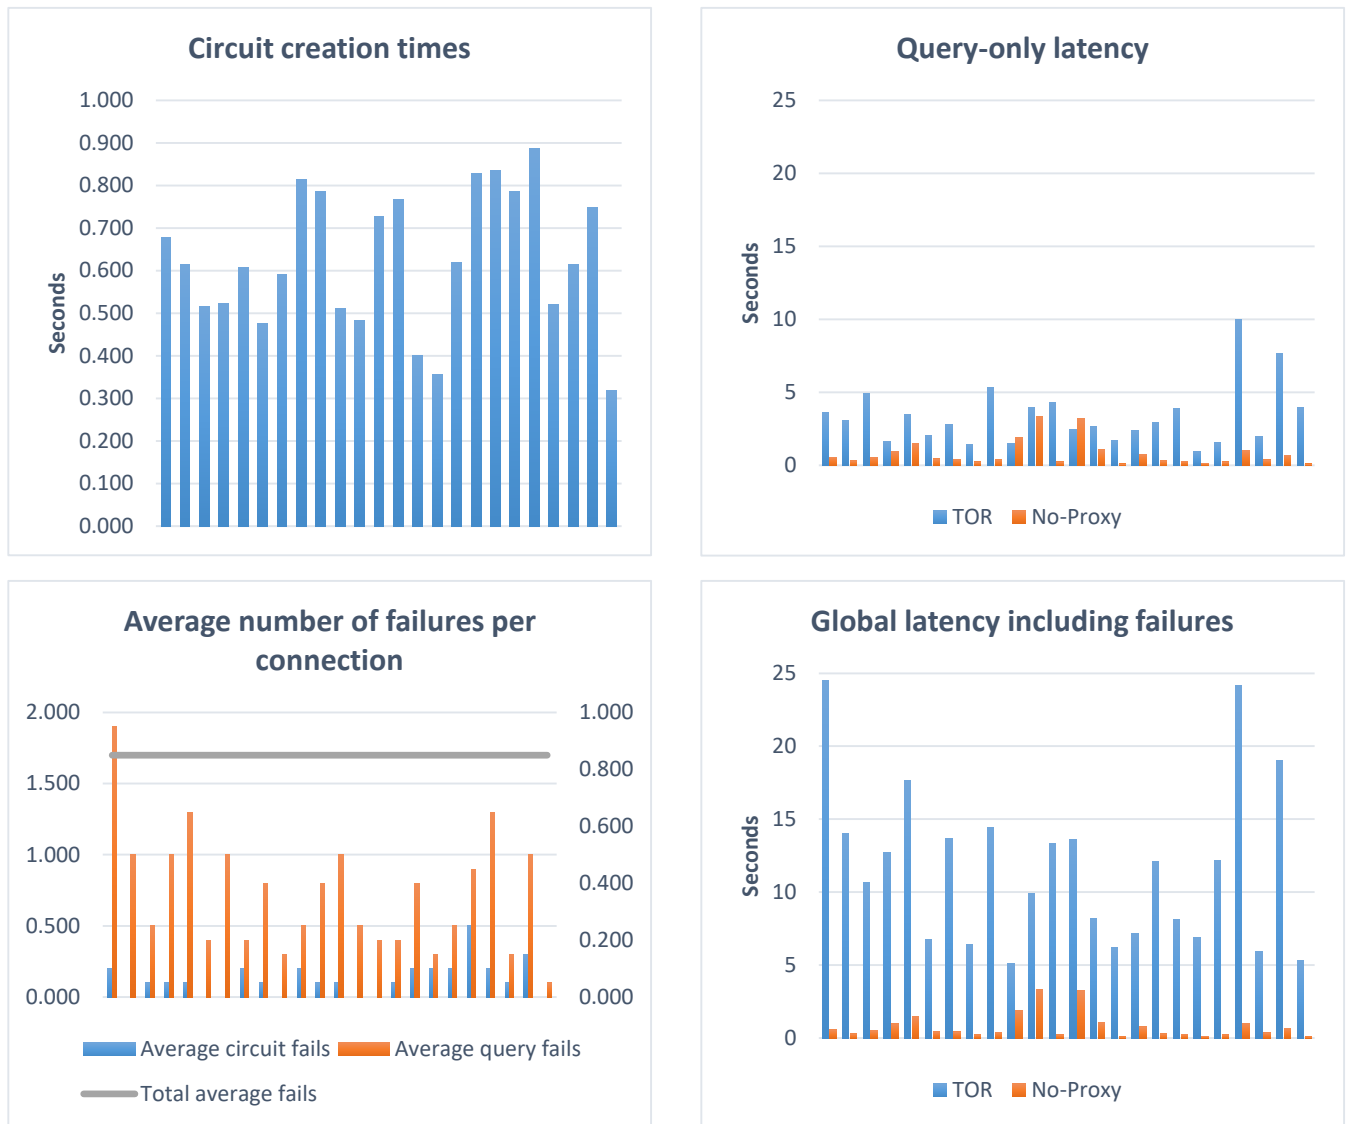 Circuit creation times
1.000
0.900
0.800
0.700
0.600
0.500
0.400
0.300
0.200
0.100
0.000
Seconds
Query-only latency
25
20
15
10
5
0
Seconds
TOR No-Proxy
Average number of failures per
connection
2.000
1.500
1.000
0.500
0.000
1.000
0.800
0.600
0.400
0.200
0.000
Average circuit fails Average query fails
Total average fails
Global latency including failures
25
20
15
10
5
0
Seconds
TOR No-Proxy